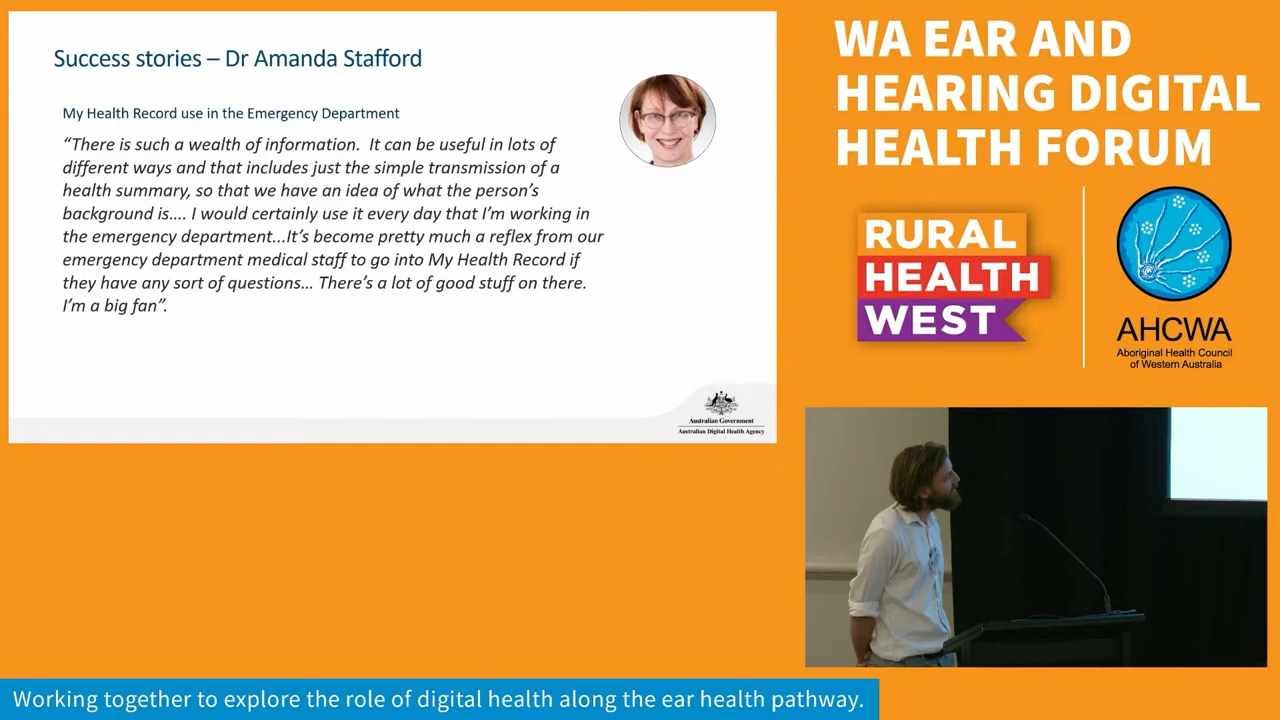 Success stories – Dr Amanda Stafford
My Health Record use in the Emergency Department
“There is such a wealth of information.  It can be useful in lots of
different ways and that includes just the simple transmission of a
health summary, so that we have an idea of what the person’s
background is…. I would certainly use it every day that I’m working in
the emergency department...It’s become pretty much a reflex from our
emergency department medical staff to go into My Health Record if
they have any sort of questions… There’s a lot of good stuff on there.
I’m a big fan”.
Australian Government
Australian Digital Health Agency
WA EAR AND
HEARING DIGITAL
HEALTH FORUM
RURAL
HEALTH
WEST
AHCWA
Aboriginal Health Council
of Western Australia
Working together to explore the role of digital health along the ear health pathway.